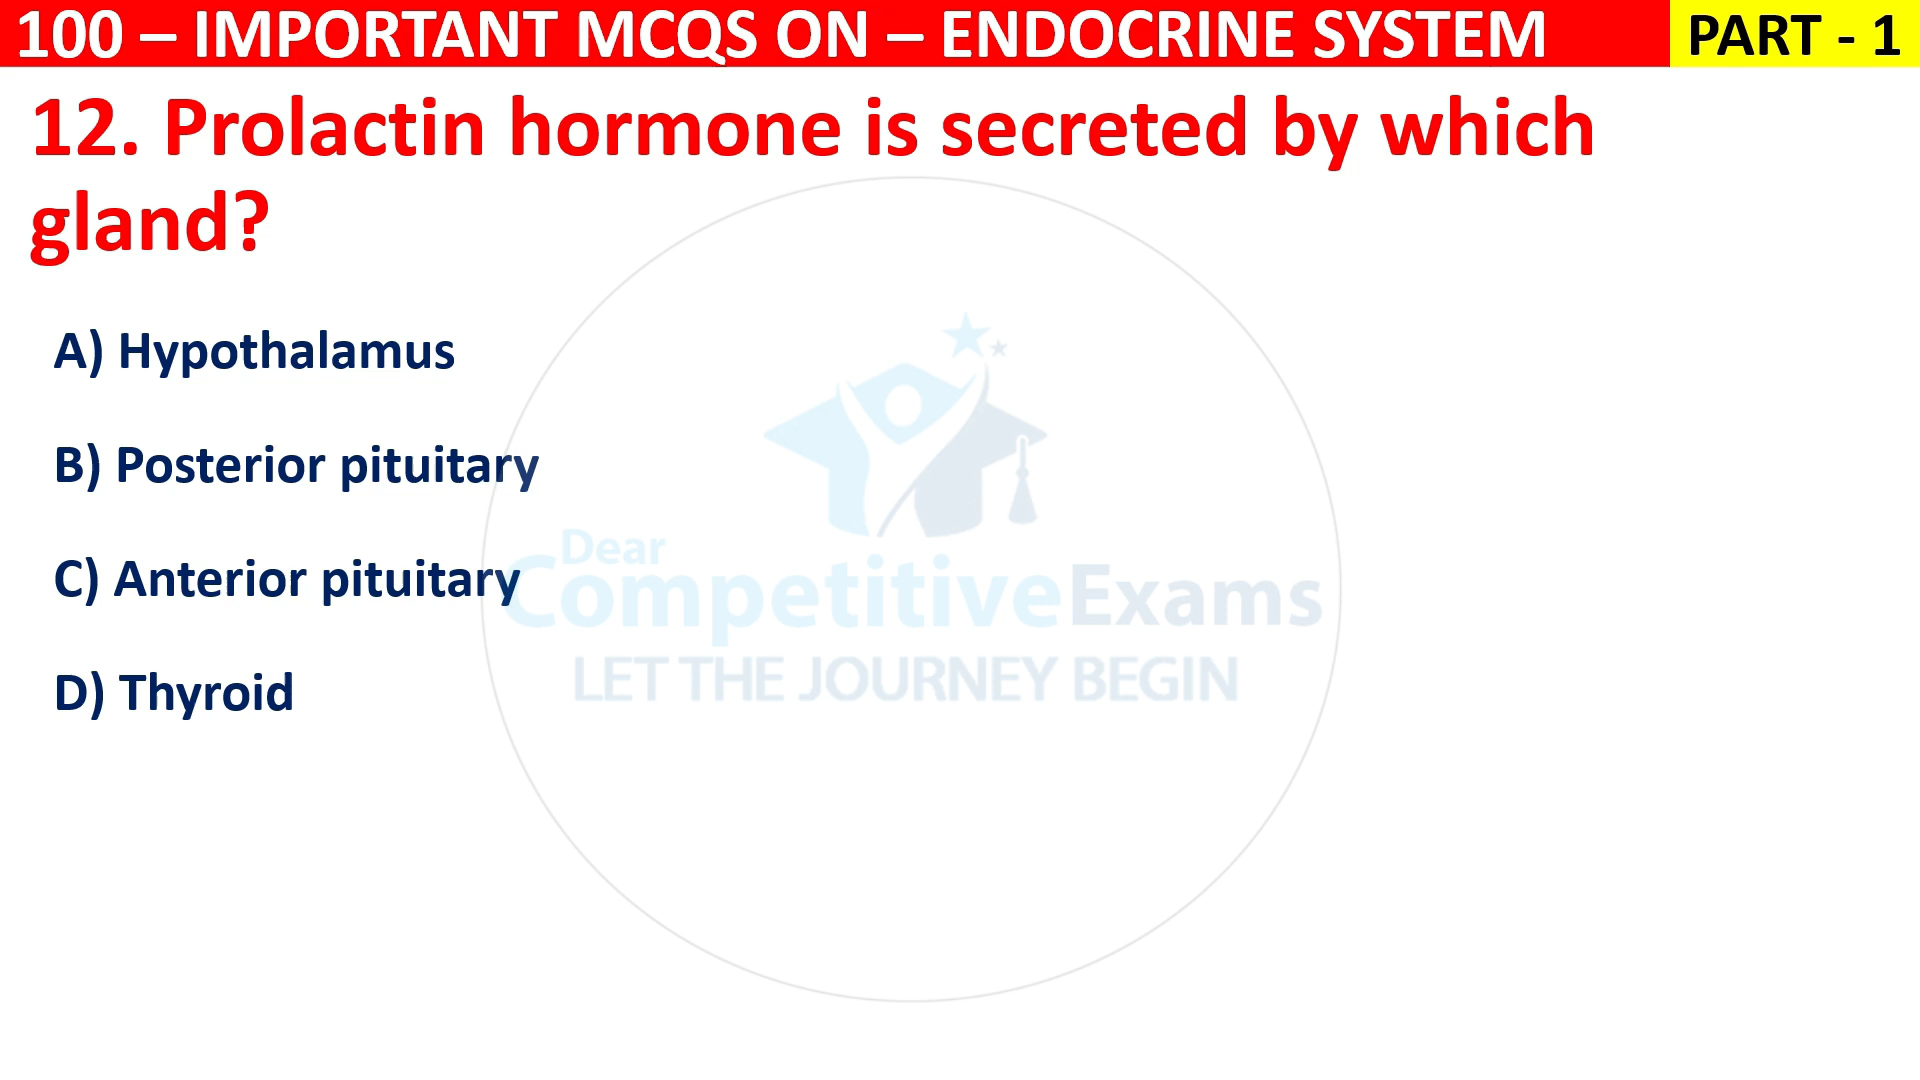 100 – IMPORTANT MCQS ON – ENDOCRINE SYSTEM
PART - 1
12. Prolactin hormone is secreted by which
gland?
A) Hypothalamus
B) Posterior pituitary
C) Anterior pituitary
D) Thyroid
Dear
CompetitiveExams
LET THE JOURNEY BEGIN